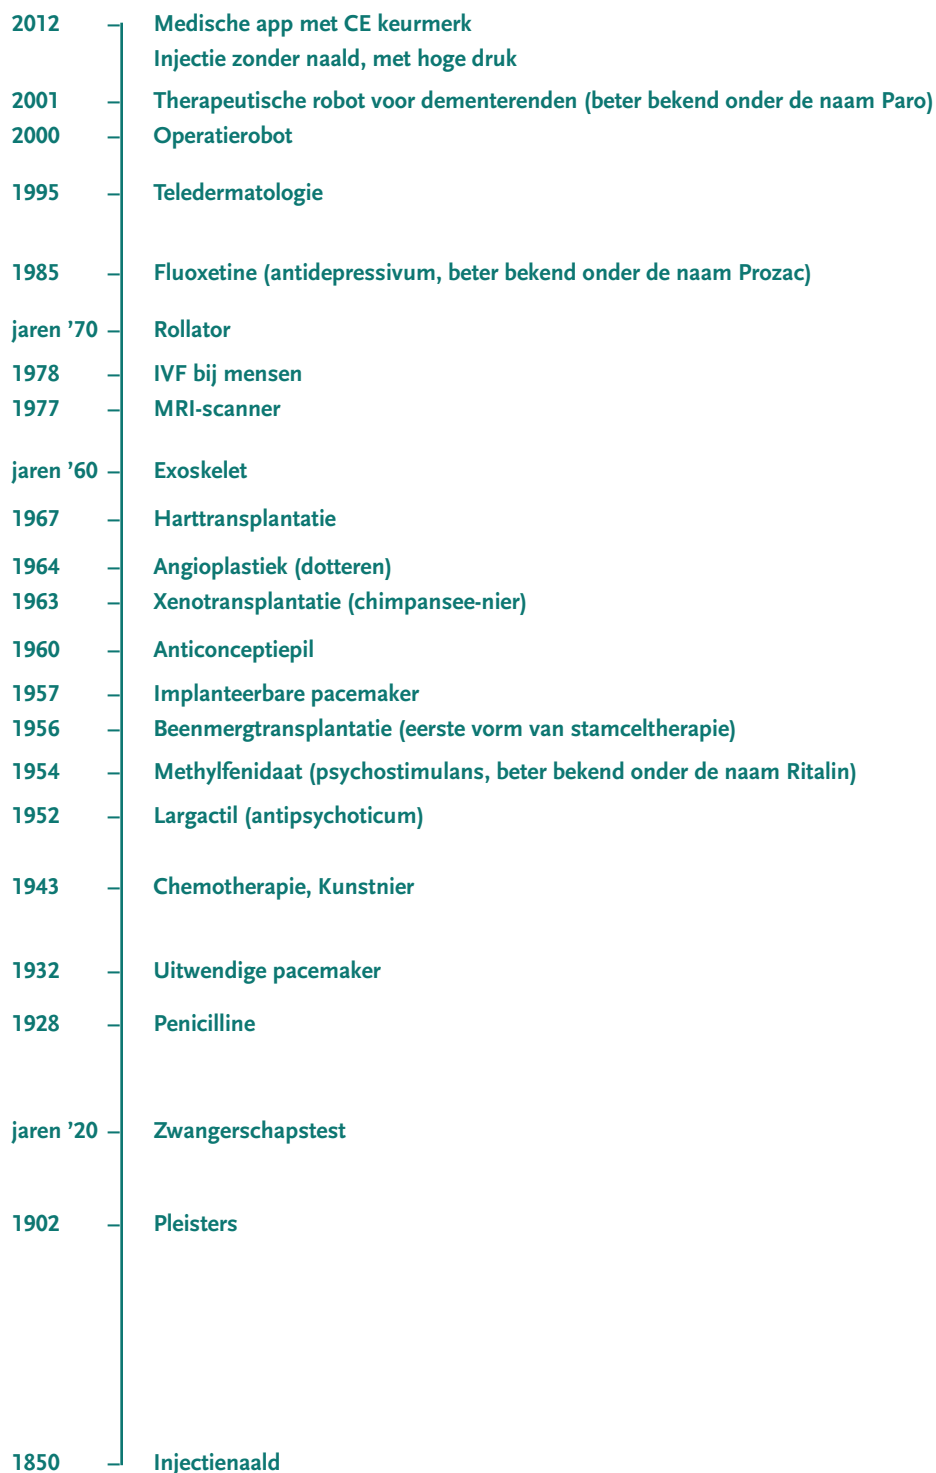 2012 Medische app met CE keurmerk
Injectie zonder naald, met hoge druk
2001 Therapeutische robot voor dementerenden (beter bekend onder de naam Paro)
2000 Operatierobot
1995 Teledermatologie
1985 Fluoxetine (antidepressivum, beter bekend onder de naam Prozac)
jaren ’70 Rollator
1978 IVF bij mensen
1977 MRI-scanner
jaren ’60 Exoskelet
1967 Harttransplantatie
1964 Angioplastiek (dotteren)
1963 Xenotransplantatie (chimpansee-nier)
1960 Anticonceptiepil
1957 Implanteerbare pacemaker
1956 Beenmergtransplantatie (eerste vorm van stamceltherapie)
1954 Methylfenidaat (psychostimulans, beter bekend onder de naam Ritalin)
1952 Largactil (antipsychoticum)
1943 Chemotherapie, Kunstnier
1932 Uitwendige pacemaker
1928 Penicilline
jaren ’20 Zwangerschapstest
1902 Pleisters
1850 Injectienaald